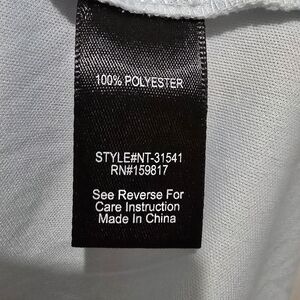 100% POLYESTER
STYLE#NT-31541
RN#159817
See Reverse For
Care Instruction
Made In China